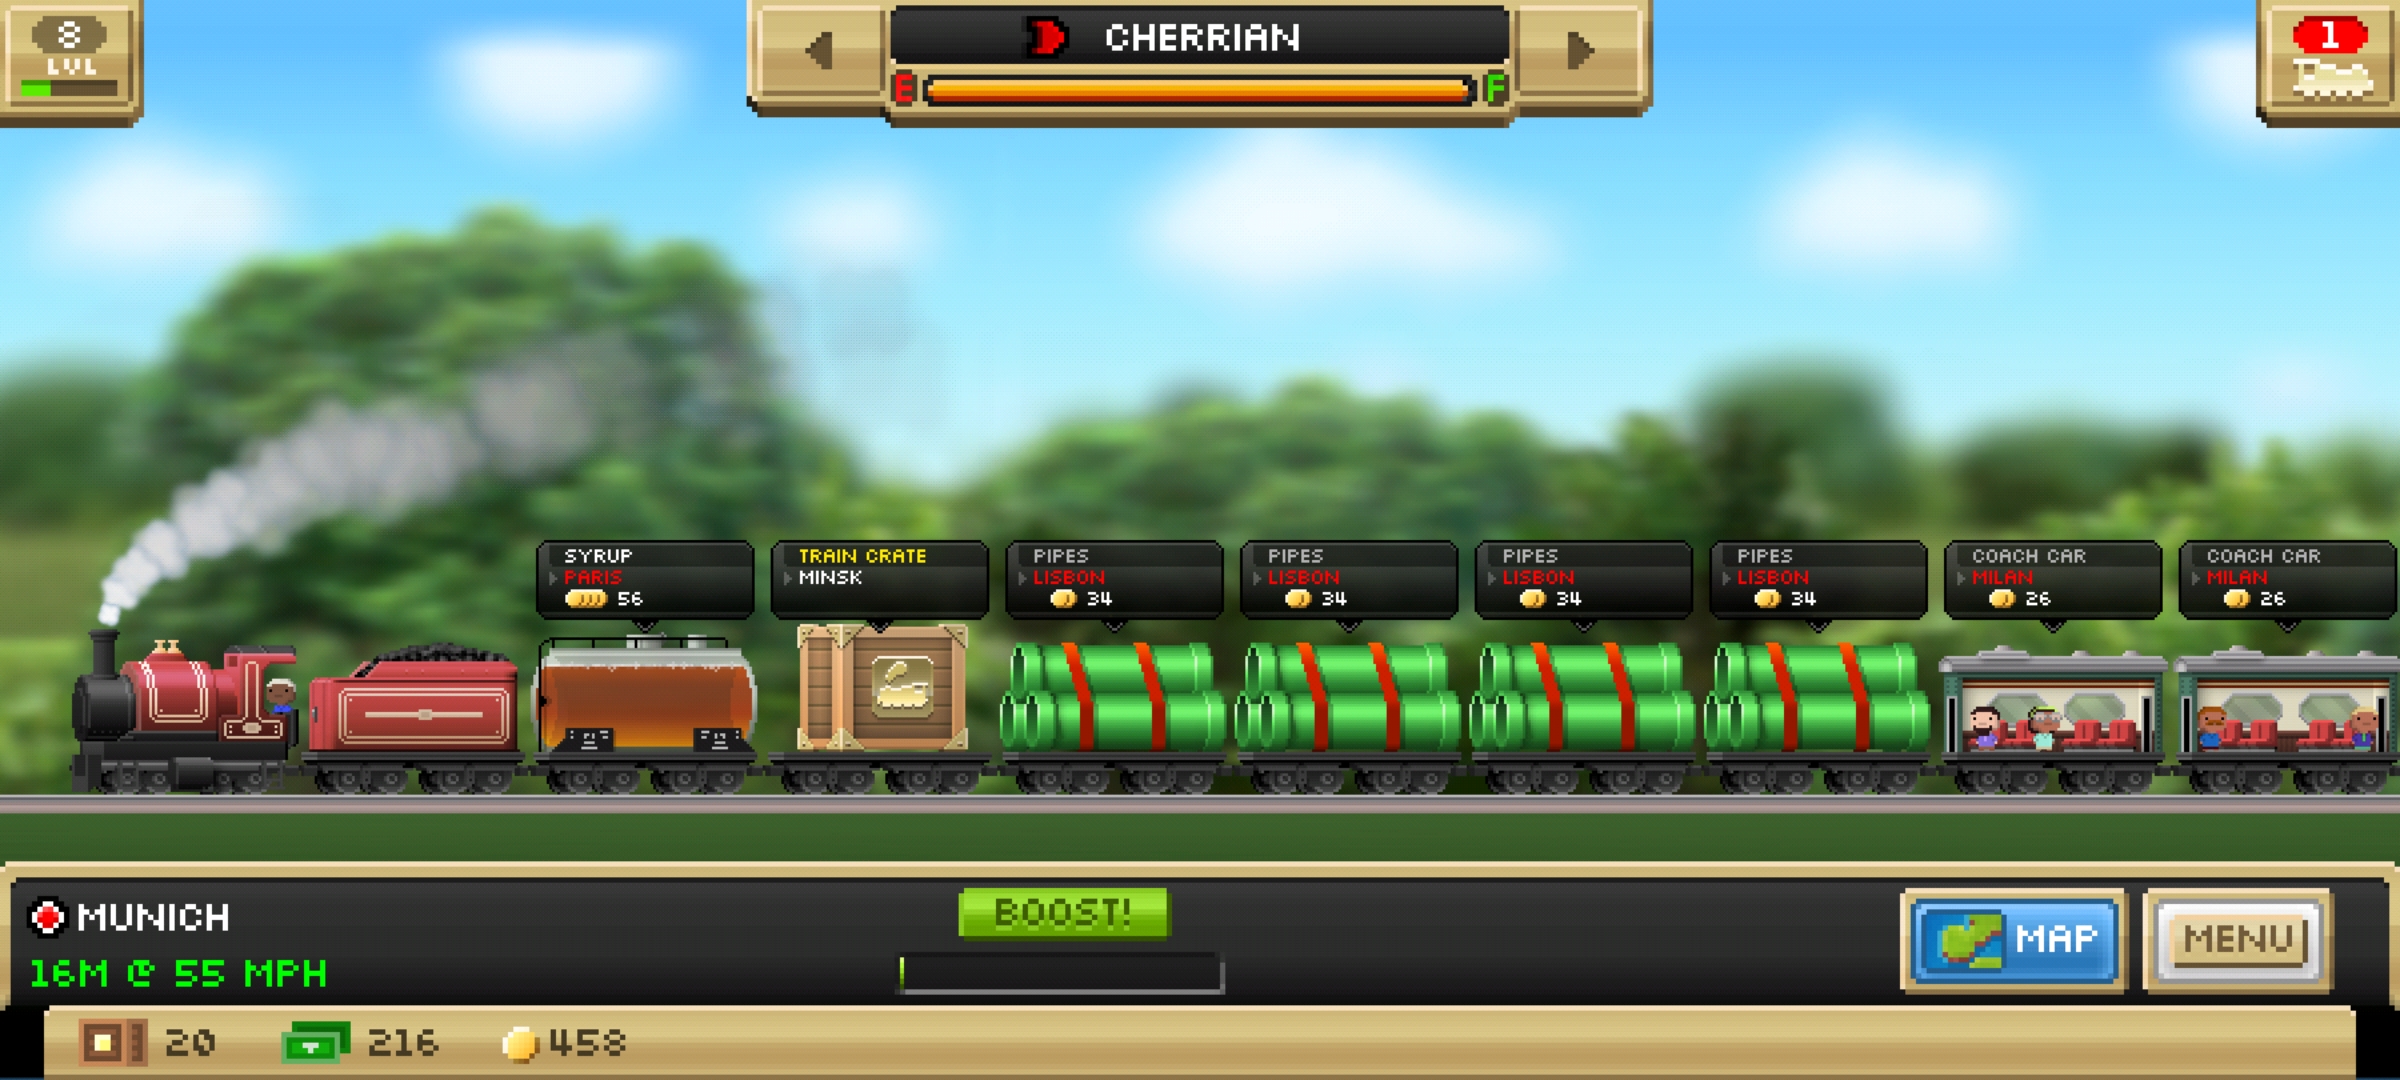 8
LVL
CHERRIAN
E F
1
SYRUP
PARIS
56
TRAIN CRATE
MINSK
PIPES
LISBON
34
PIPES
LISBON
34
PIPES
LISBON
34
PIPES
LISBON
34
COACH CAR
MILAN
26
COACH CAR
MILAN
26
MUNICH
16M @ 55 MPH
BOOST!
MAP
MENU
20 216 458